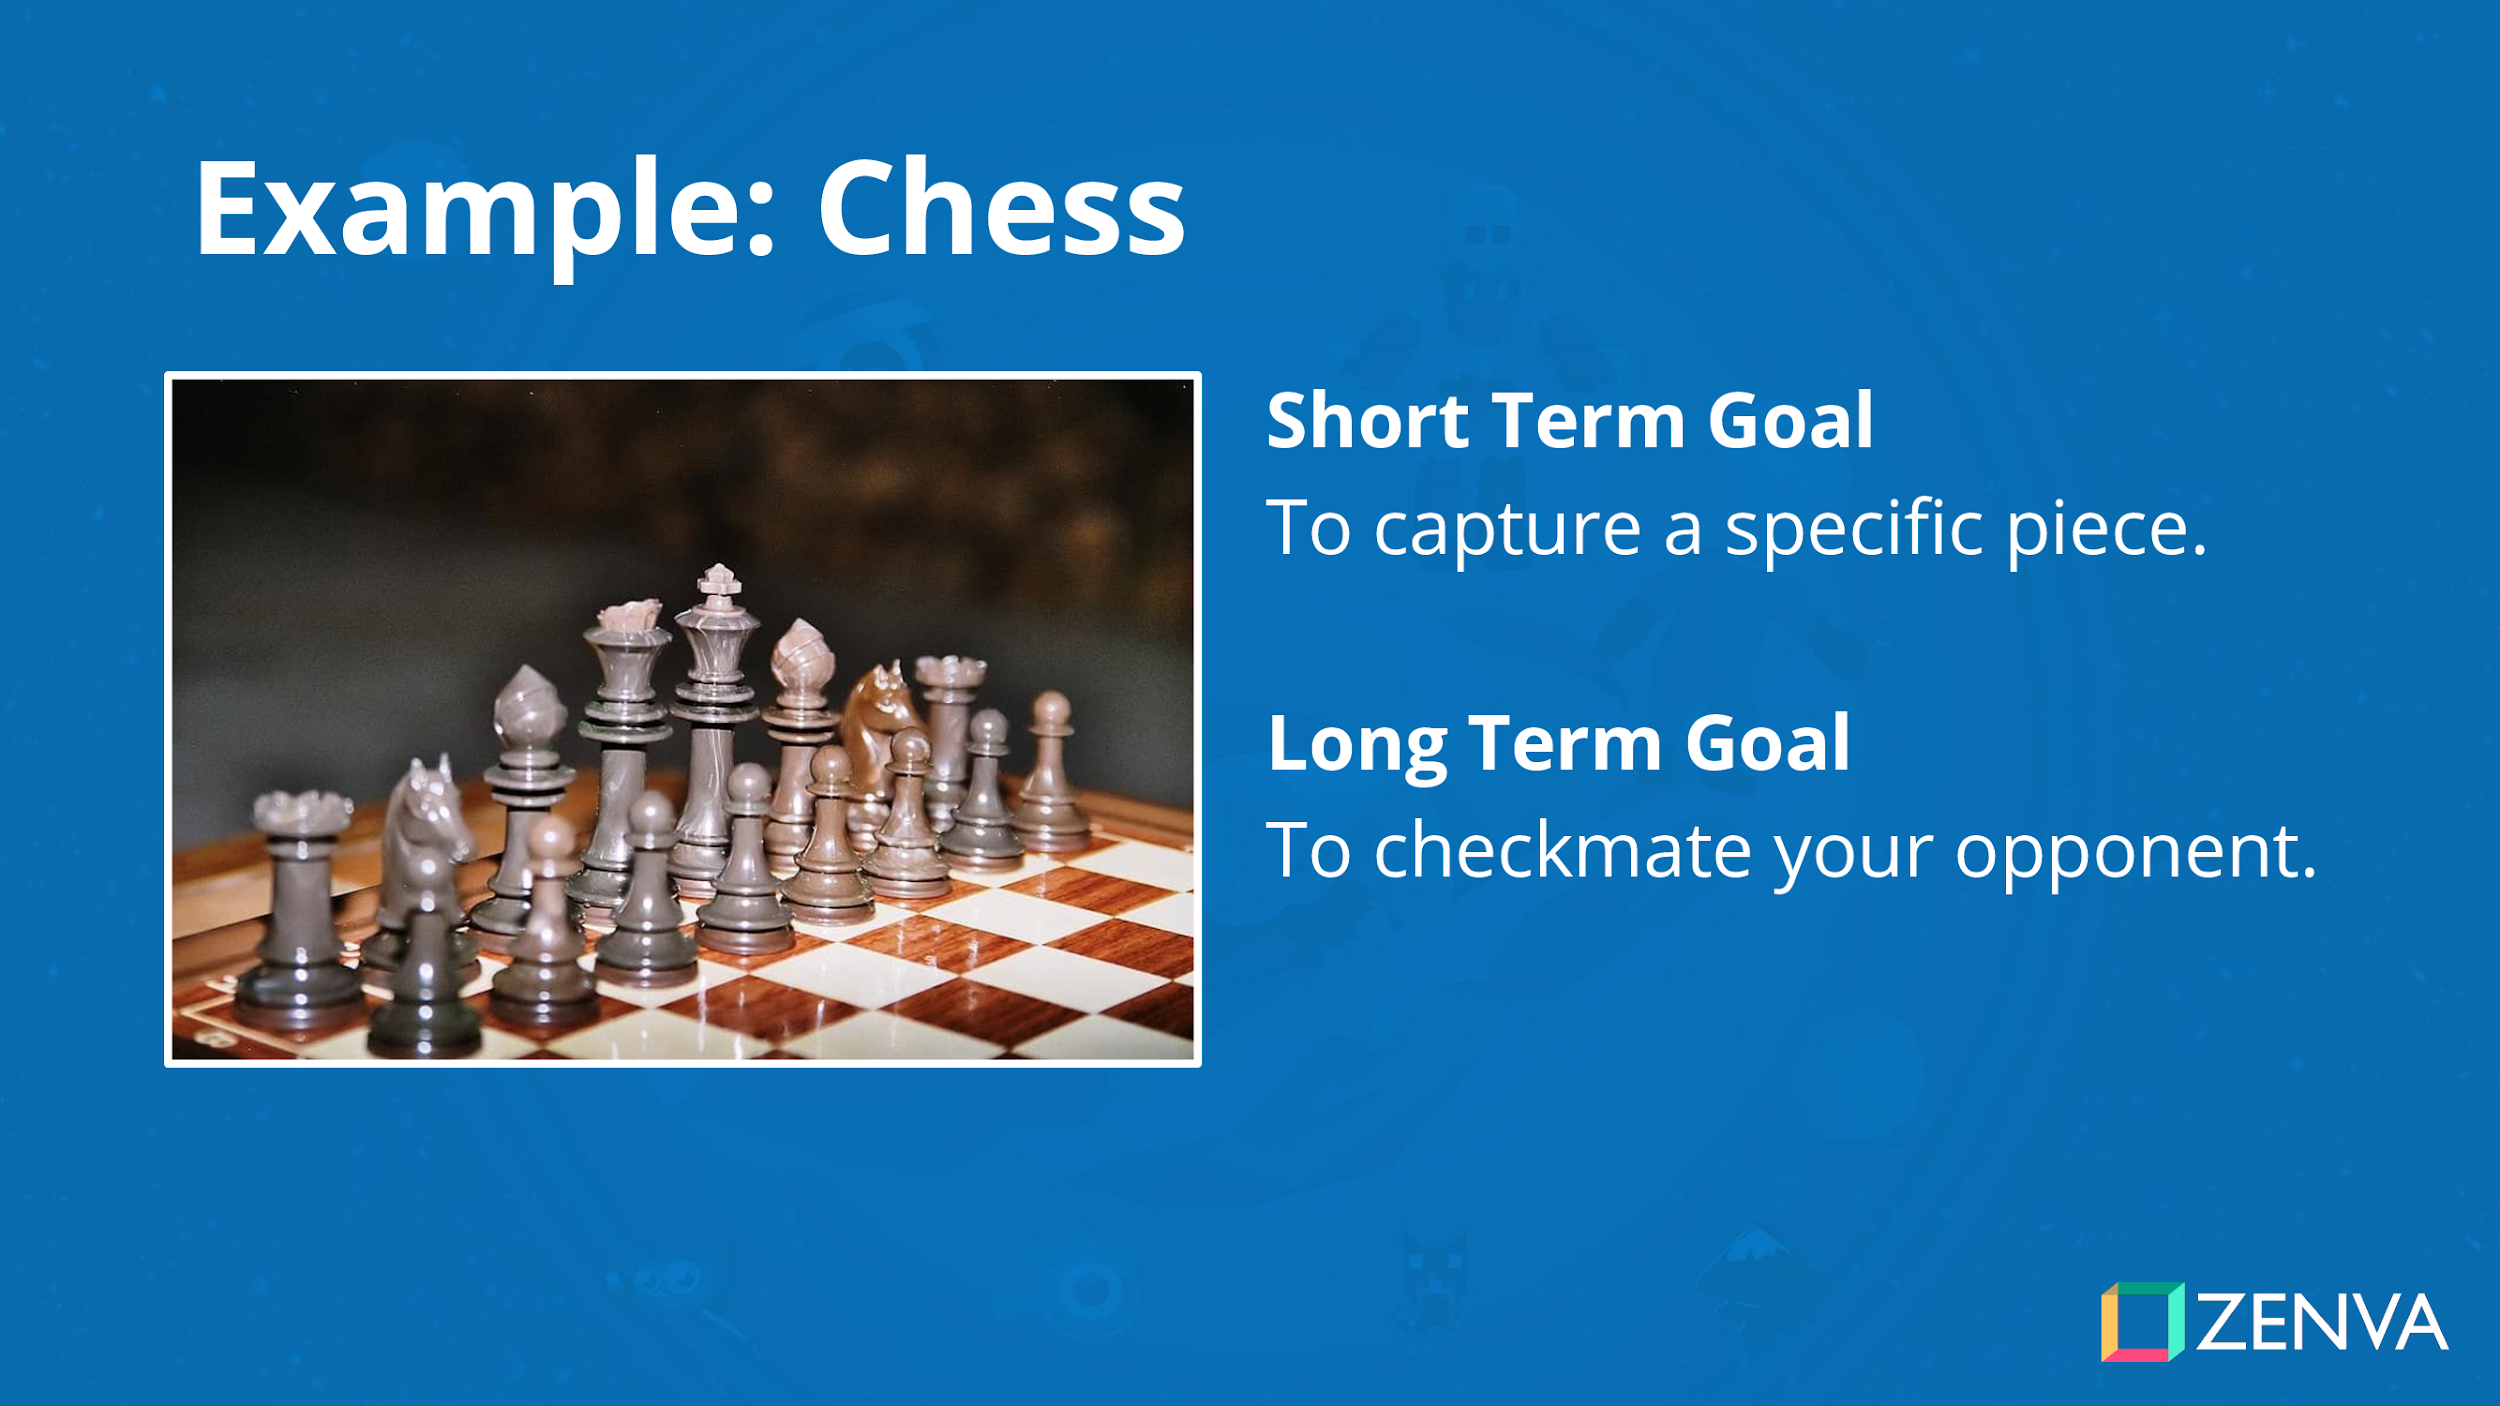 Example: Chess
Short Term Goal
To capture a specific piece.
Long Term Goal
To checkmate your opponent.
ZENVA